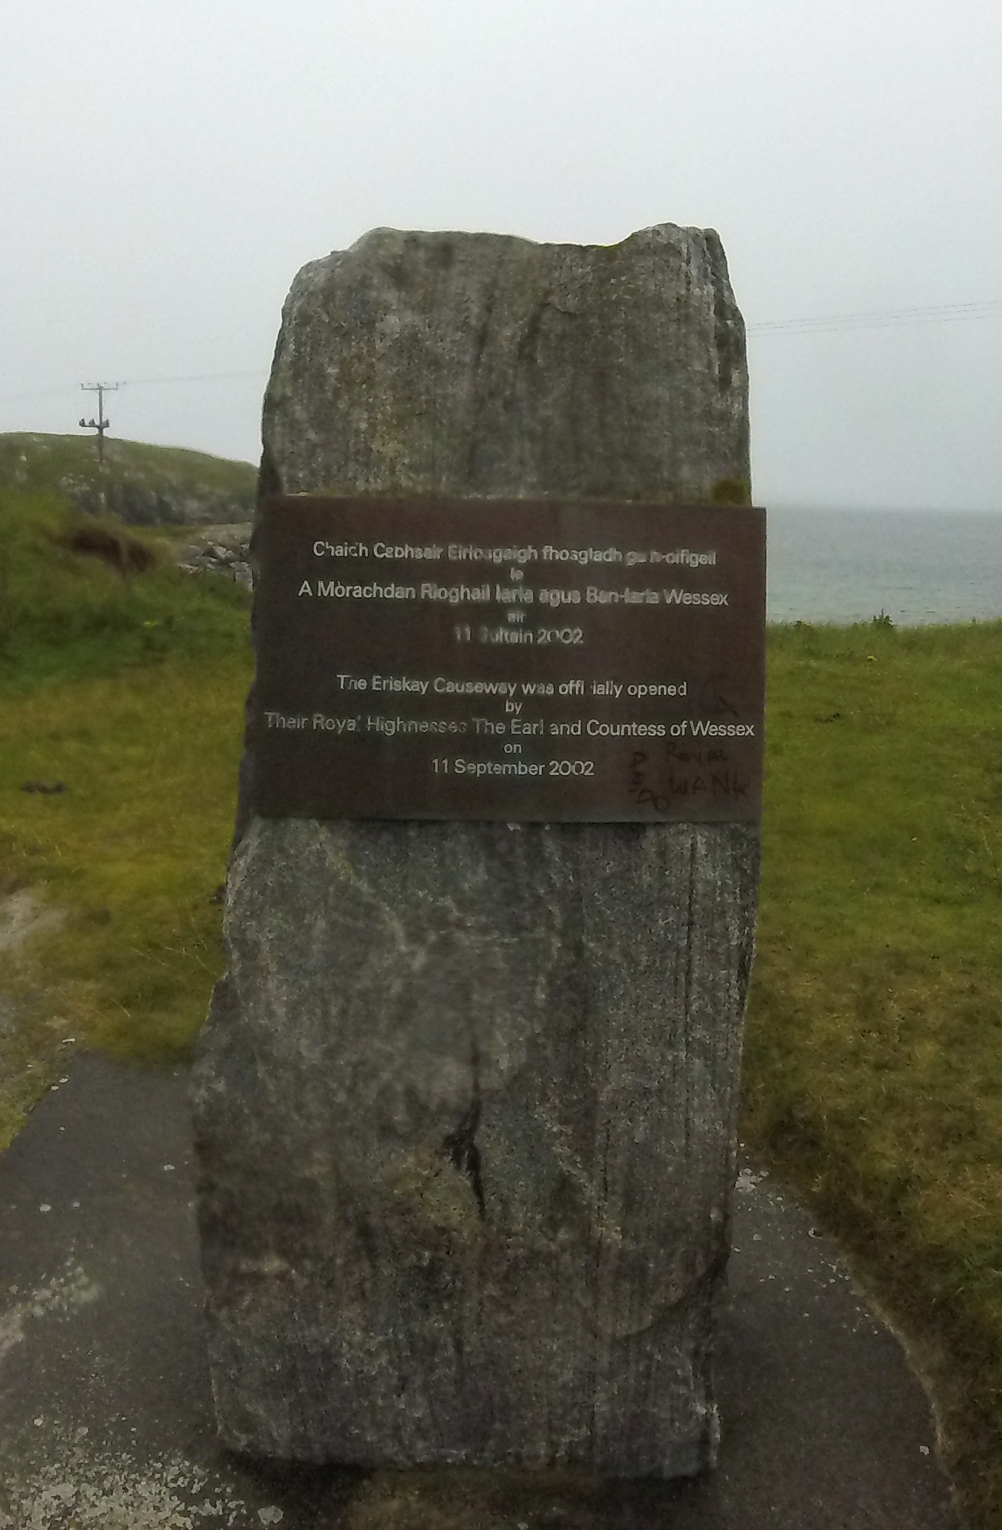 Chaidh Cabhsair Eiriosgaigh fhosgladh gu h-oifigeil
le
A Mòrachdan Rìoghail Iarla agus Ban-Iarla Wessex
air
11 Sultain 2002
The Eriskay Causeway was officially opened
by
Their Royal Highnesses The Earl and Countess of Wessex
on
11 September 2002
ROYAL
WANK